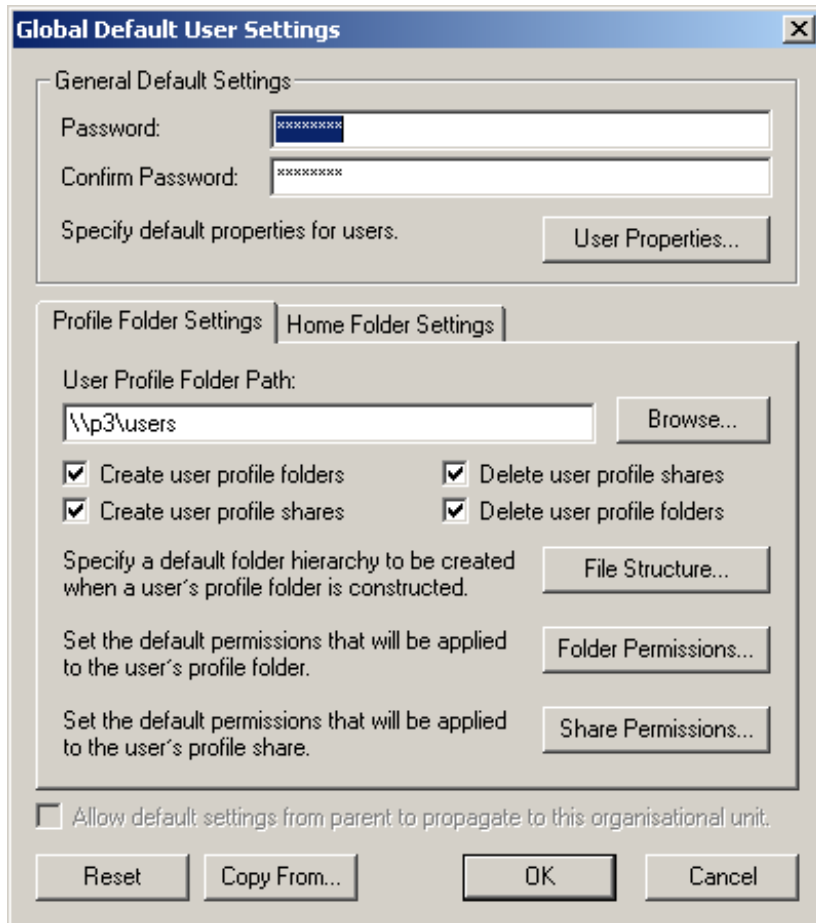 Global Default User Settings
General Default Settings
Password: ********
Confirm Password: ********
Specify default properties for users. User Properties...
Profile Folder Settings Home Folder Settings
User Profile Folder Path:
\\p3\users Browse...
Create user profile folders Delete user profile shares
Create user profile shares Delete user profile folders
Specify a default folder hierarchy to be created
when a user's profile folder is constructed. File Structure...
Set the default permissions that will be applied
to the user's profile folder. Folder Permissions...
Set the default permissions that will be applied
to the user's profile share. Share Permissions...
Allow default settings from parent to propagate to this organisational unit.
Reset Copy From... OK Cancel